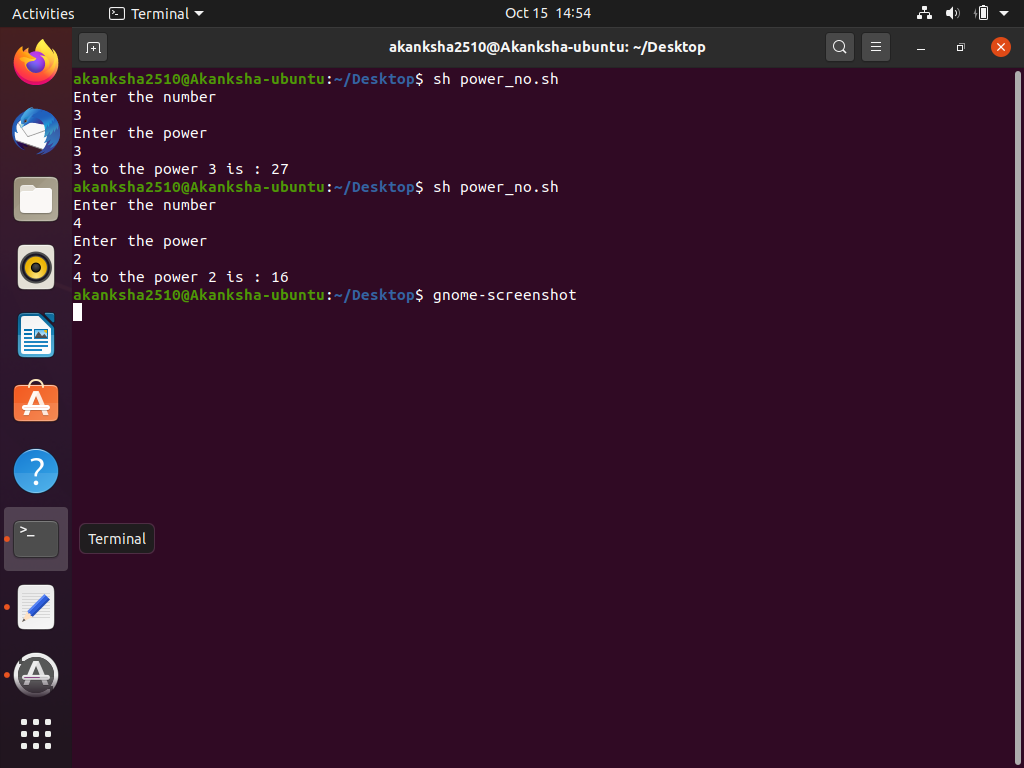 Activities
Terminal
Oct 15 14:54
akanksha2510@Akanksha-ubuntu: ~/Desktop
akanksha2510@Akanksha-ubuntu:~/Desktop$ sh power_no.sh
Enter the number
3
Enter the power
3
3 to the power 3 is : 27
akanksha2510@Akanksha-ubuntu:~/Desktop$ sh power_no.sh
Enter the number
4
Enter the power
2
4 to the power 2 is : 16
akanksha2510@Akanksha-ubuntu:~/Desktop$ gnome-screenshot
Terminal